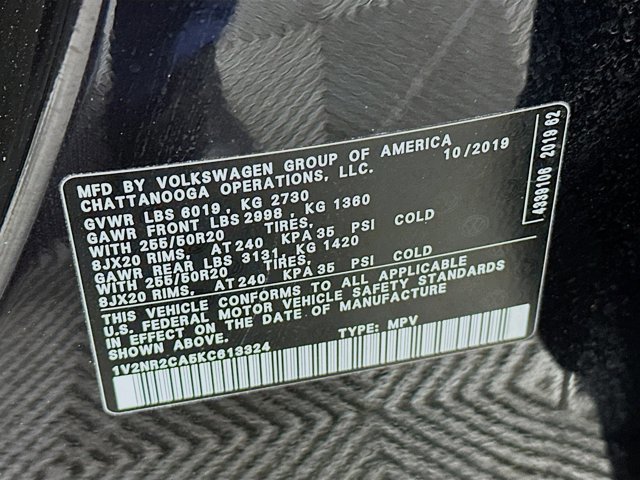 MFD BY VOLKSWAGEN GROUP OF AMERICA 10/2019
CHATTANOOGA OPERATIONS, LLC.
GVWR LBS 6019, KG 2730
GAWR FRONT LBS 2998, KG 1360
WITH 255/50R20 TIRES,
8JX20 RIMS, AT 240 KPA 35 PSI COLD
GAWR REAR LBS 3131, KG 1420
WITH 255/50R20 TIRES,
8JX20 RIMS, AT 240 KPA 35 PSI COLD
THIS VEHICLE CONFORMS TO ALL APPLICABLE
U.S. FEDERAL MOTOR VEHICLE SAFETY STANDARDS
IN EFFECT ON THE DATE OF MANUFACTURE
SHOWN ABOVE.
1V2NR2CA5KC613324 TYPE: MPV
4339106 2019 62